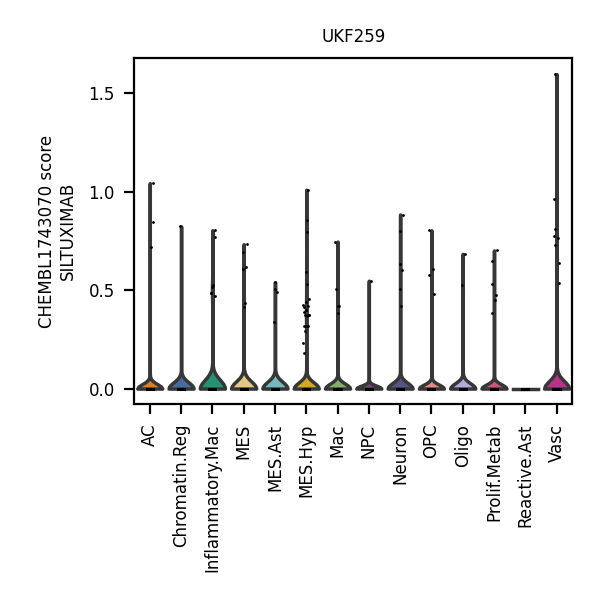 UKF259
CHEMBL1743070 score
SILTUXIMAB
1.5
1.0
0.5
0.0
AC
Chromatin.Reg
Inflammatory.Mac
MES
MES.Ast
MES.Hyp
Mac
NPC
Neuron
OPC
Oligo
Prolif.Metab
Reactive.Ast
Vasc